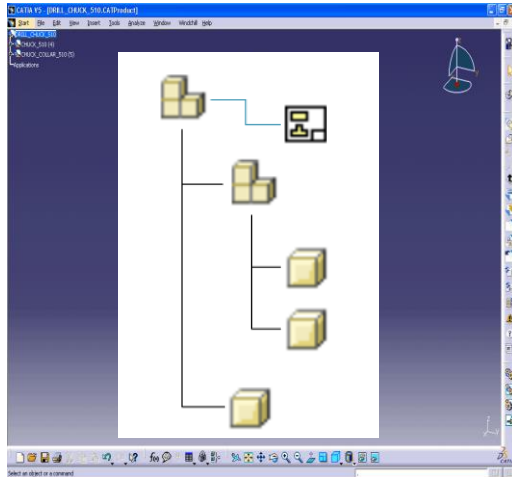 CATIA V5 - [DRILL_CHUCK_510.CATProduct]
Start File Edit View Insert Tools Analyze Window Windchill Help
DRILL_CHUCK_510
CHUCK_510 (4)
CHUCK_COLLAR_510 (5)
Applications
Select an object or a command